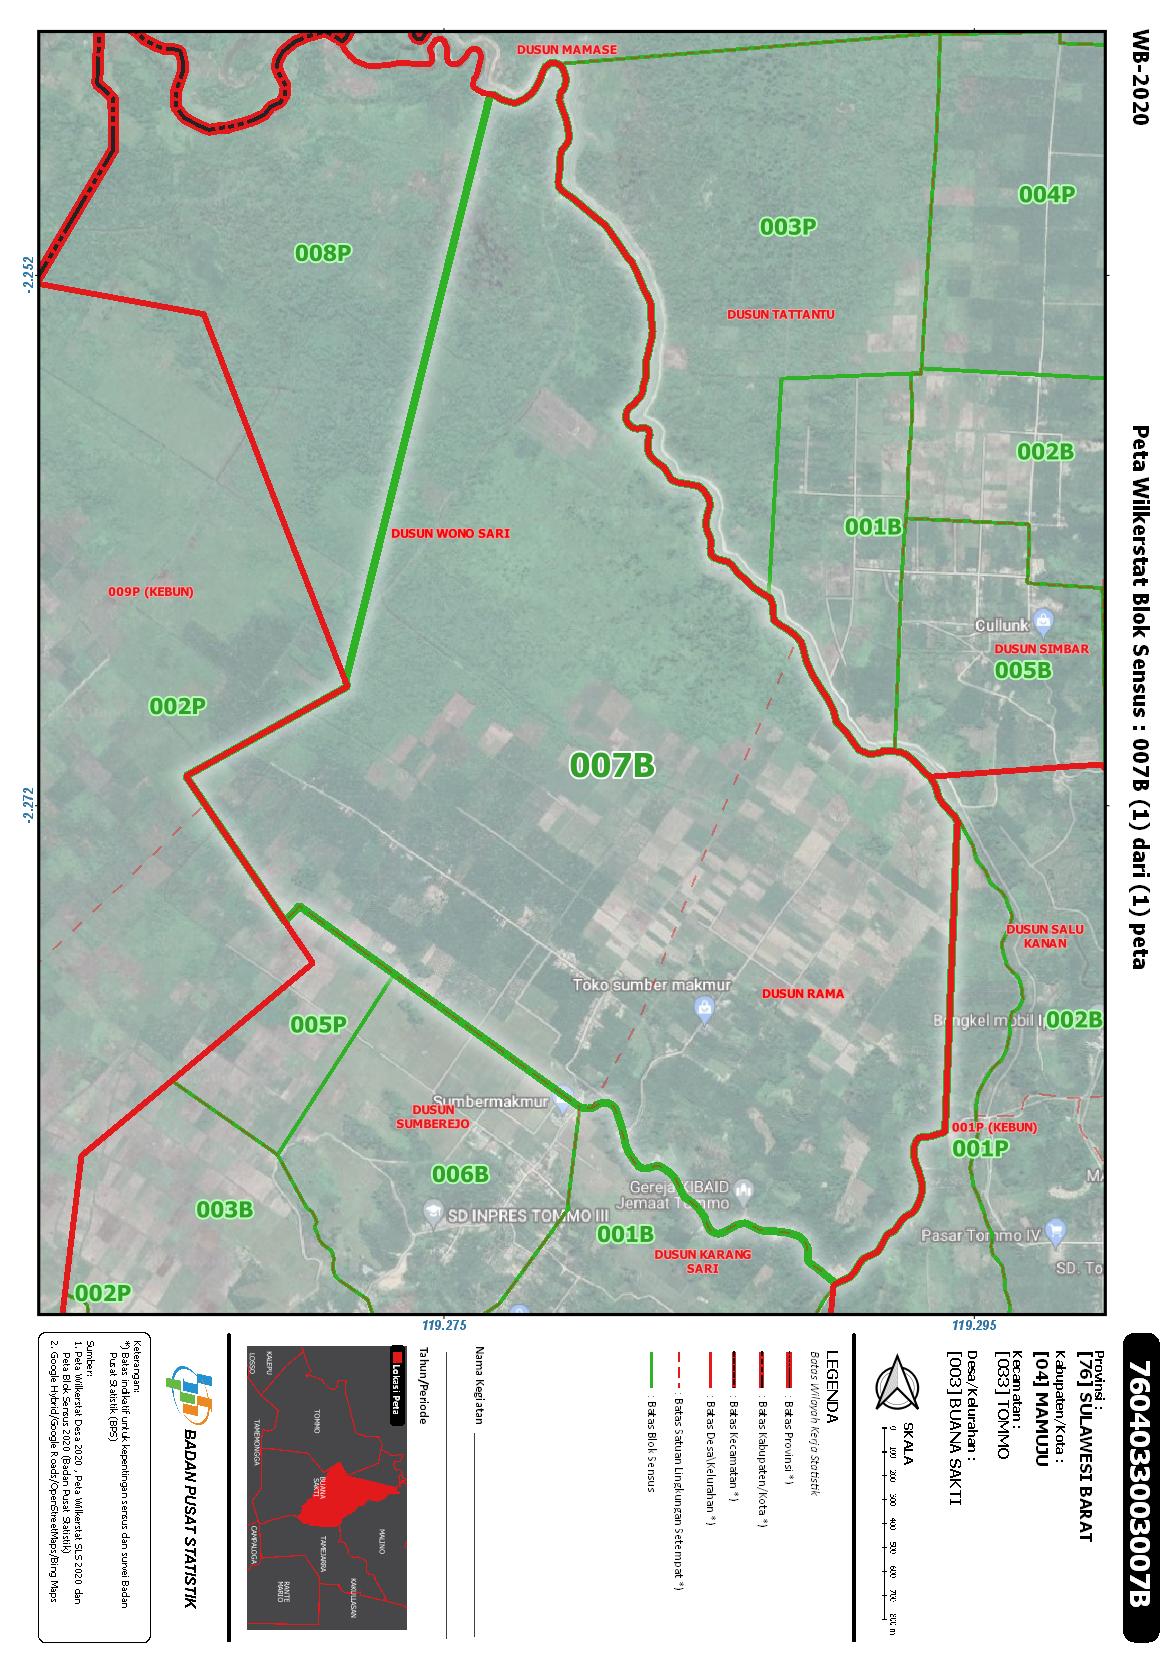 WB-2020
Peta Wilkerstat Blok Sensus : 007B (1) dari (1) peta
DUSUN MAMASE
004P
003P
008P
-2.252
DUSUN TATTANTU
002B
001B
DUSUN WONO SARI
009P (KEBUN)
Cullunk
DUSUN SIMBAR
005B
002P
007B
-2.272
DUSUN SALU
KANAN
Toko sumber makmur
DUSUN RAMA
Bengkel mobil
002B
005P
Sumbermakmur
DUSUN
SUMBEREJO
001P (KEBUN)
001P
006B
Gereja KIBAID
Jemaat Tommo
003B
SD INPRES TOMMO III
001B
Pasar Tommo IV
DUSUN KARANG
SARI
SD. To
002P
119.275
119.295
7604033003007B
Provinsi :
[76] SULAWESI BARAT
Kabupaten/Kota :
[04] MAMUJU
Kecamatan :
[033] TOMMO
Desa/Kelurahan :
[003] BUANA SAKTI
SKALA
0 100 200 300 400 500 600 700 800 m
LEGENDA
Batas Wilayah Kerja Statistik
: Batas Provinsi *)
: Batas Kabupaten/Kota *)
: Batas Kecamatan *)
: Batas Desa\Kelurahan *)
: Batas Satuan Lingkungan Setempat *)
: Batas Blok Sensus
Nama Kegiatan
Tahun/Periode
Lokasi Peta
KALEPU
LOSSO
TOMMO
TAMEMONGGA
BUANA
SAKTI
MALINO
TAMEJARRA
CAMPALOGA
KAKULLASAN
RANTE
MARIO
BADAN PUSAT STATISTIK
Keterangan:
*) Batas indikatif untuk kepentingan sensus dan survei Badan
Pusat Statistik (BPS)
Sumber:
1. Peta Wilkerstat Desa 2020 , Peta Wilkerstat SLS 2020 dan
Peta Blok Sensus 2020 (Badan Pusat Statistik)
2. Google Hybrid/Google Roads/OpenStreetMaps/Bing Maps